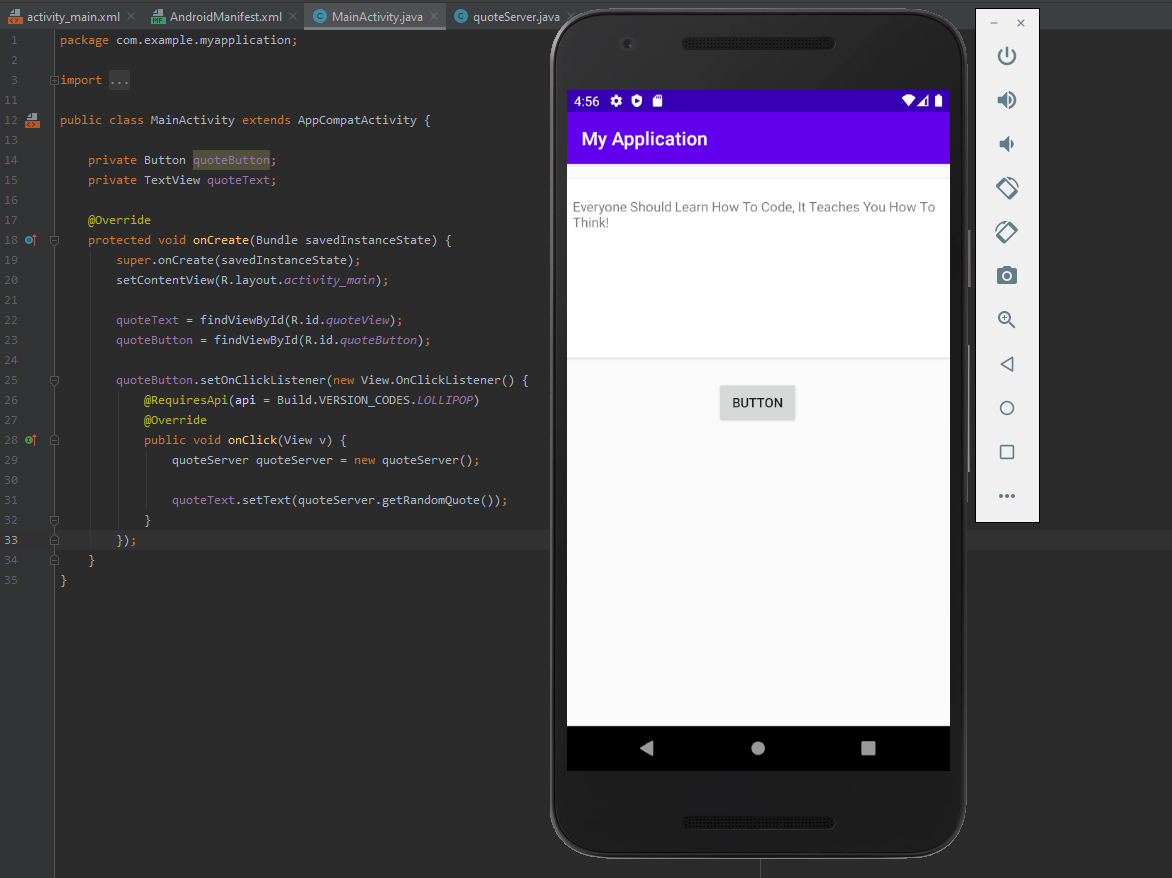 activity_main.xml AndroidManifest.xml MainActivity.java quoteServer.java
1 package com.example.myapplication;
2
3 import ...
11
12 public class MainActivity extends AppCompatActivity {
13
14 private Button quoteButton;
15 private TextView quoteText;
16
17 @Override
18 protected void onCreate(Bundle savedInstanceState) {
19 super.onCreate(savedInstanceState);
20 setContentView(R.layout.activity_main);
21
22 quoteText = findViewById(R.id.quoteView);
23 quoteButton = findViewById(R.id.quoteButton);
24
25 quoteButton.setOnClickListener(new View.OnClickListener() {
26 @RequiresApi(api = Build.VERSION_CODES.LOLLIPOP)
27 @Override
28 public void onClick(View v) {
29 quoteServer quoteServer = new quoteServer();
30
31 quoteText.setText(quoteServer.getRandomQuote());
32 }
33 });
34 }
35 }
4:56
My Application
Everyone Should Learn How To Code, It Teaches You How To
Think!
BUTTON